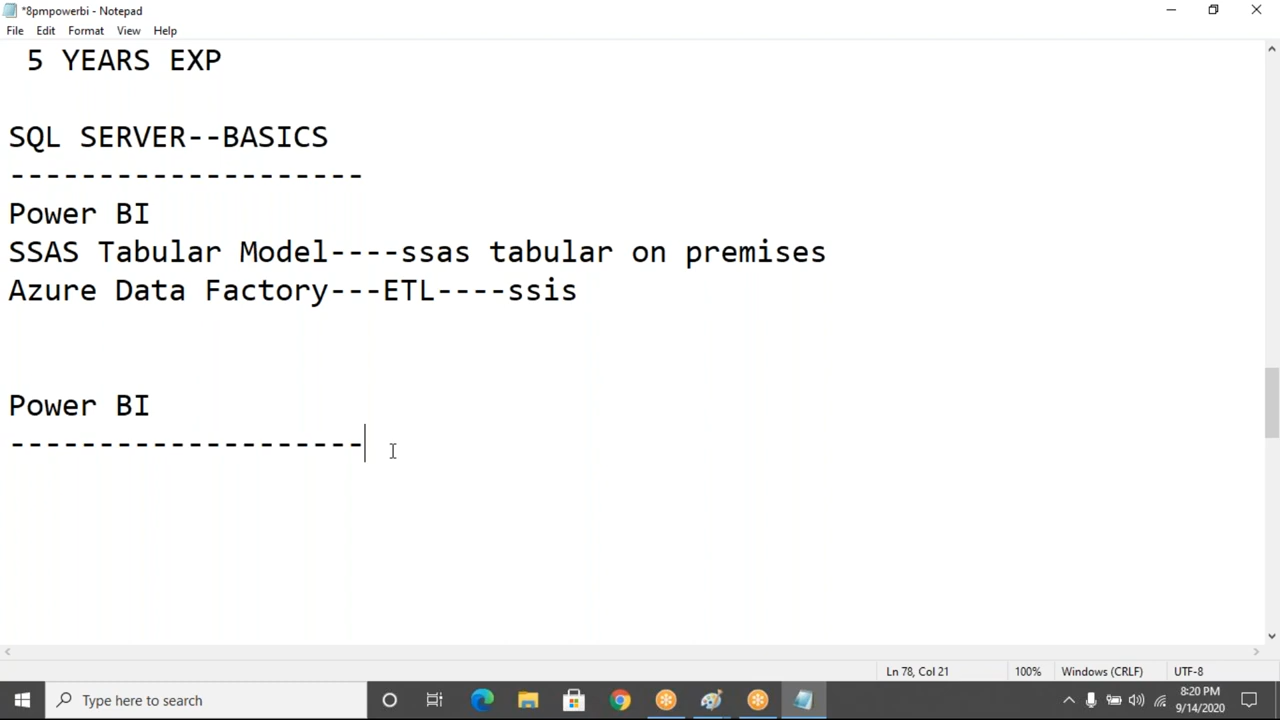 *8pmpowerbi - Notepad
File Edit Format View Help
5 YEARS EXP
SQL SERVER--BASICS
--------------------
Power BI
SSAS Tabular Model----ssas tabular on premises
Azure Data Factory---ETL----ssis
Power BI
--------------------
Ln 78, Col 21 100% Windows (CRLF) UTF-8
Type here to search
8:20 PM
9/14/2020